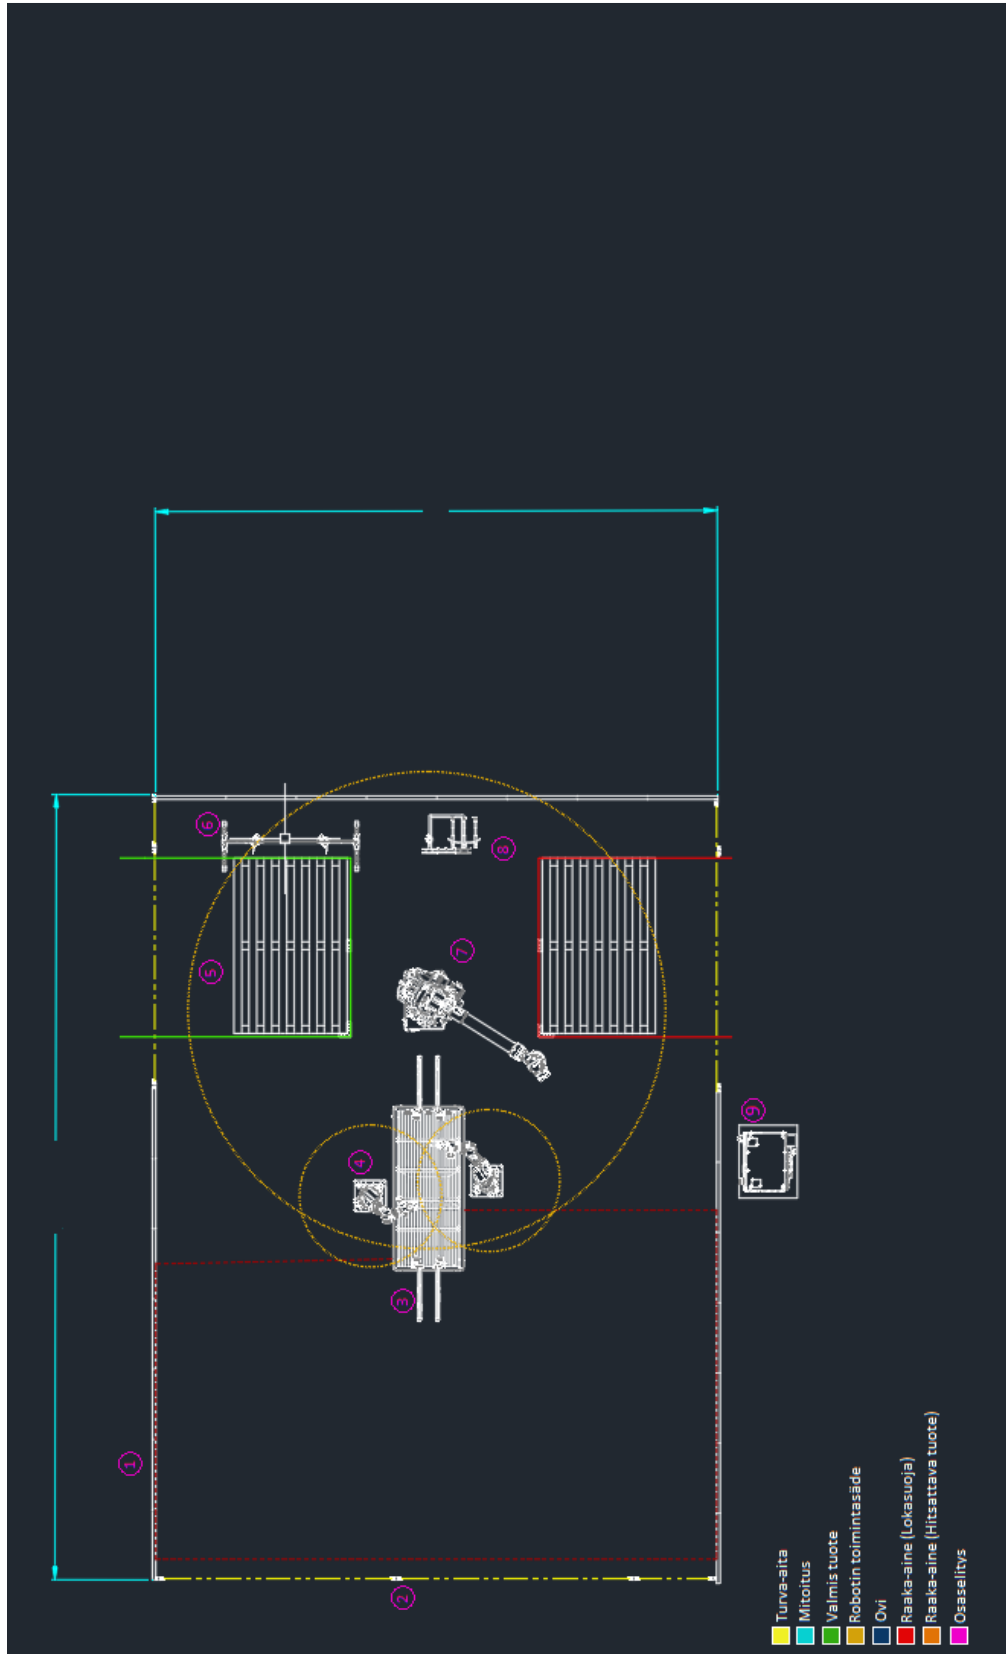 1
2
3
4
5
6
7
8
9
Turva-aita
Mitoitus
Valmis tuote
Robotin toimintasäde
Ovi
Raaka-aine (Lokasuoja)
Raaka-aine (Hitsattava tuote)
Osaselitys